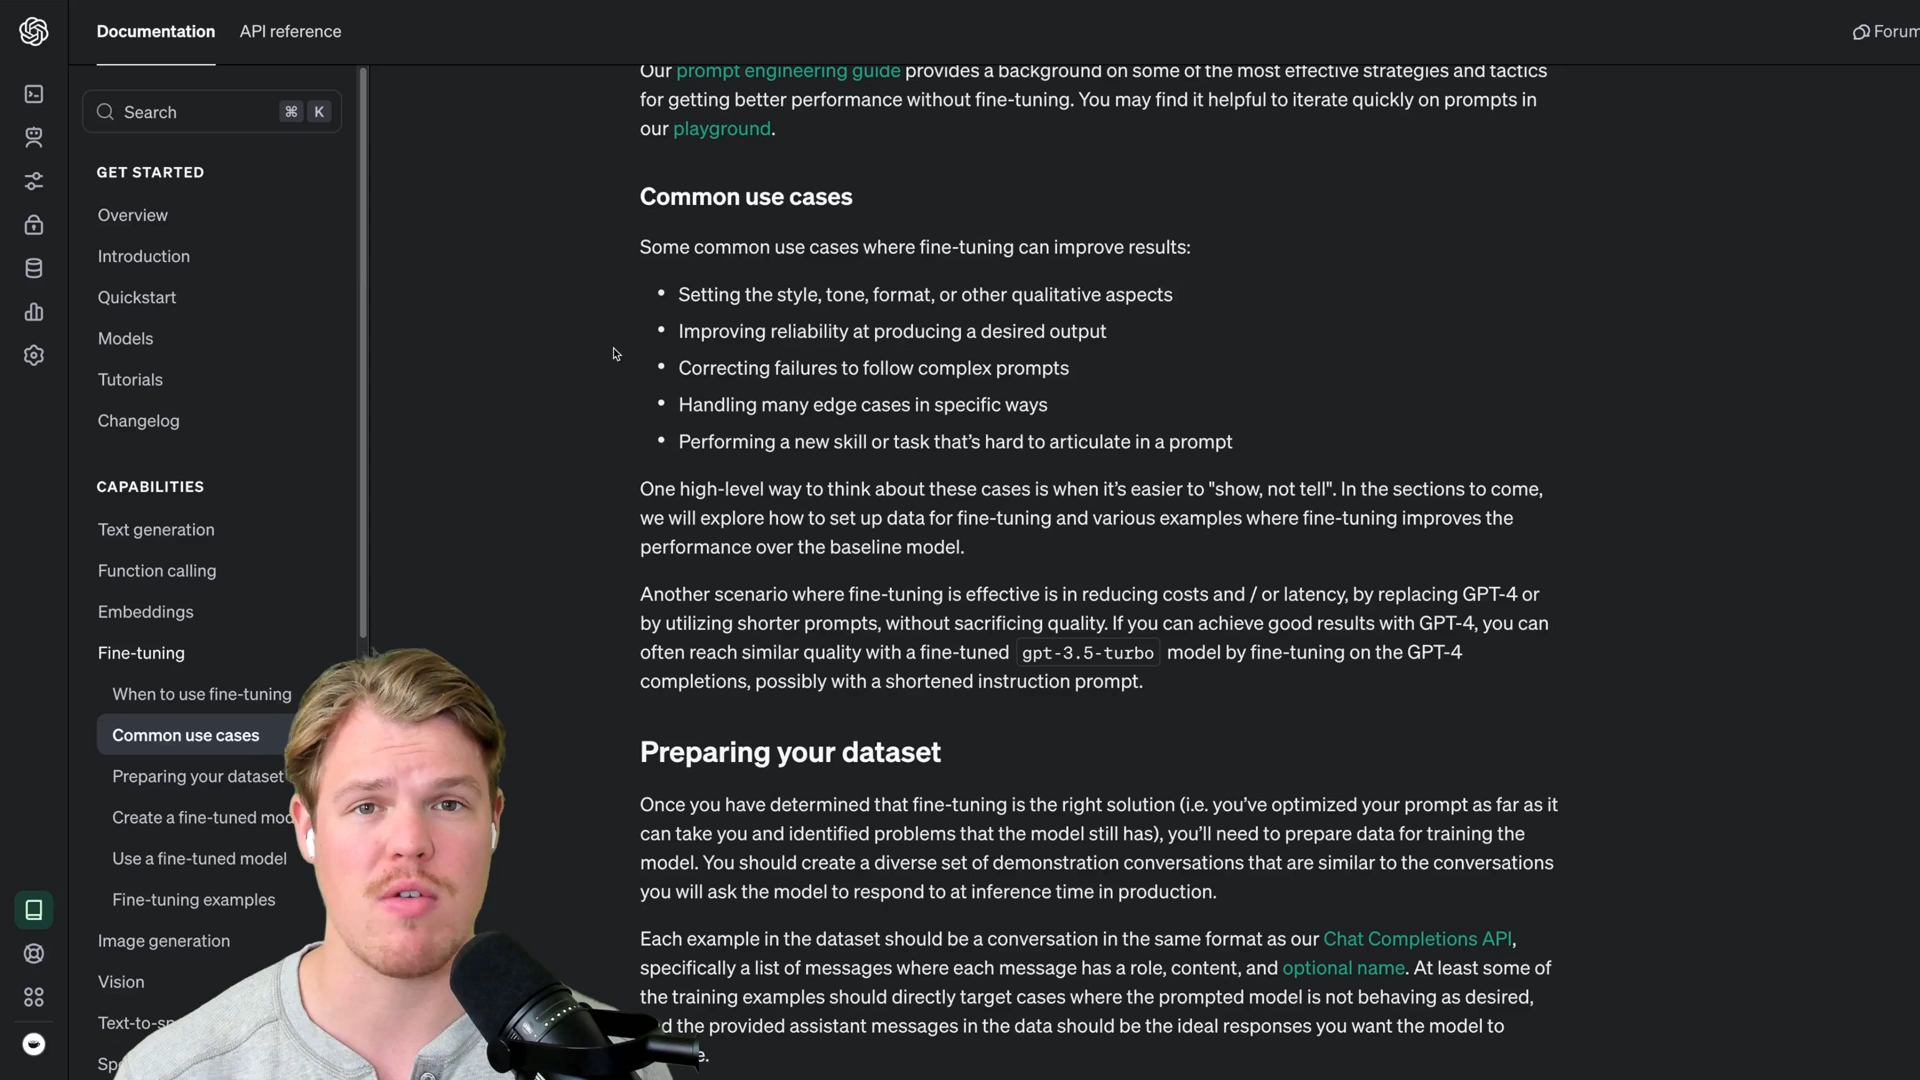 Documentation
API reference
Forum
Search
⌘ K
GET STARTED
Overview
Introduction
Quickstart
Models
Tutorials
Changelog
CAPABILITIES
Text generation
Function calling
Embeddings
Fine-tuning
When to use fine-tuning
Common use cases
Preparing your dataset
Create a fine-tuned mod
Use a fine-tuned model
Fine-tuning examples
Image generation
Vision
Text-to-sp
Spe
Our prompt engineering guide provides a background on some of the most effective strategies and tactics
for getting better performance without fine-tuning. You may find it helpful to iterate quickly on prompts in
our playground.
Common use cases
Some common use cases where fine-tuning can improve results:
• Setting the style, tone, format, or other qualitative aspects
• Improving reliability at producing a desired output
• Correcting failures to follow complex prompts
• Handling many edge cases in specific ways
• Performing a new skill or task that’s hard to articulate in a prompt
One high-level way to think about these cases is when it’s easier to "show, not tell". In the sections to come,
we will explore how to set up data for fine-tuning and various examples where fine-tuning improves the
performance over the baseline model.
Another scenario where fine-tuning is effective is in reducing costs and / or latency, by replacing GPT-4 or
by utilizing shorter prompts, without sacrificing quality. If you can achieve good results with GPT-4, you can
often reach similar quality with a fine-tuned gpt-3.5-turbo model by fine-tuning on the GPT-4
completions, possibly with a shortened instruction prompt.
Preparing your dataset
Once you have determined that fine-tuning is the right solution (i.e. you’ve optimized your prompt as far as it
can take you and identified problems that the model still has), you’ll need to prepare data for training the
model. You should create a diverse set of demonstration conversations that are similar to the conversations
you will ask the model to respond to at inference time in production.
Each example in the dataset should be a conversation in the same format as our Chat Completions API,
specifically a list of messages where each message has a role, content, and optional name. At least some of
the training examples should directly target cases where the prompted model is not behaving as desired,
d the provided assistant messages in the data should be the ideal responses you want the model to
e.